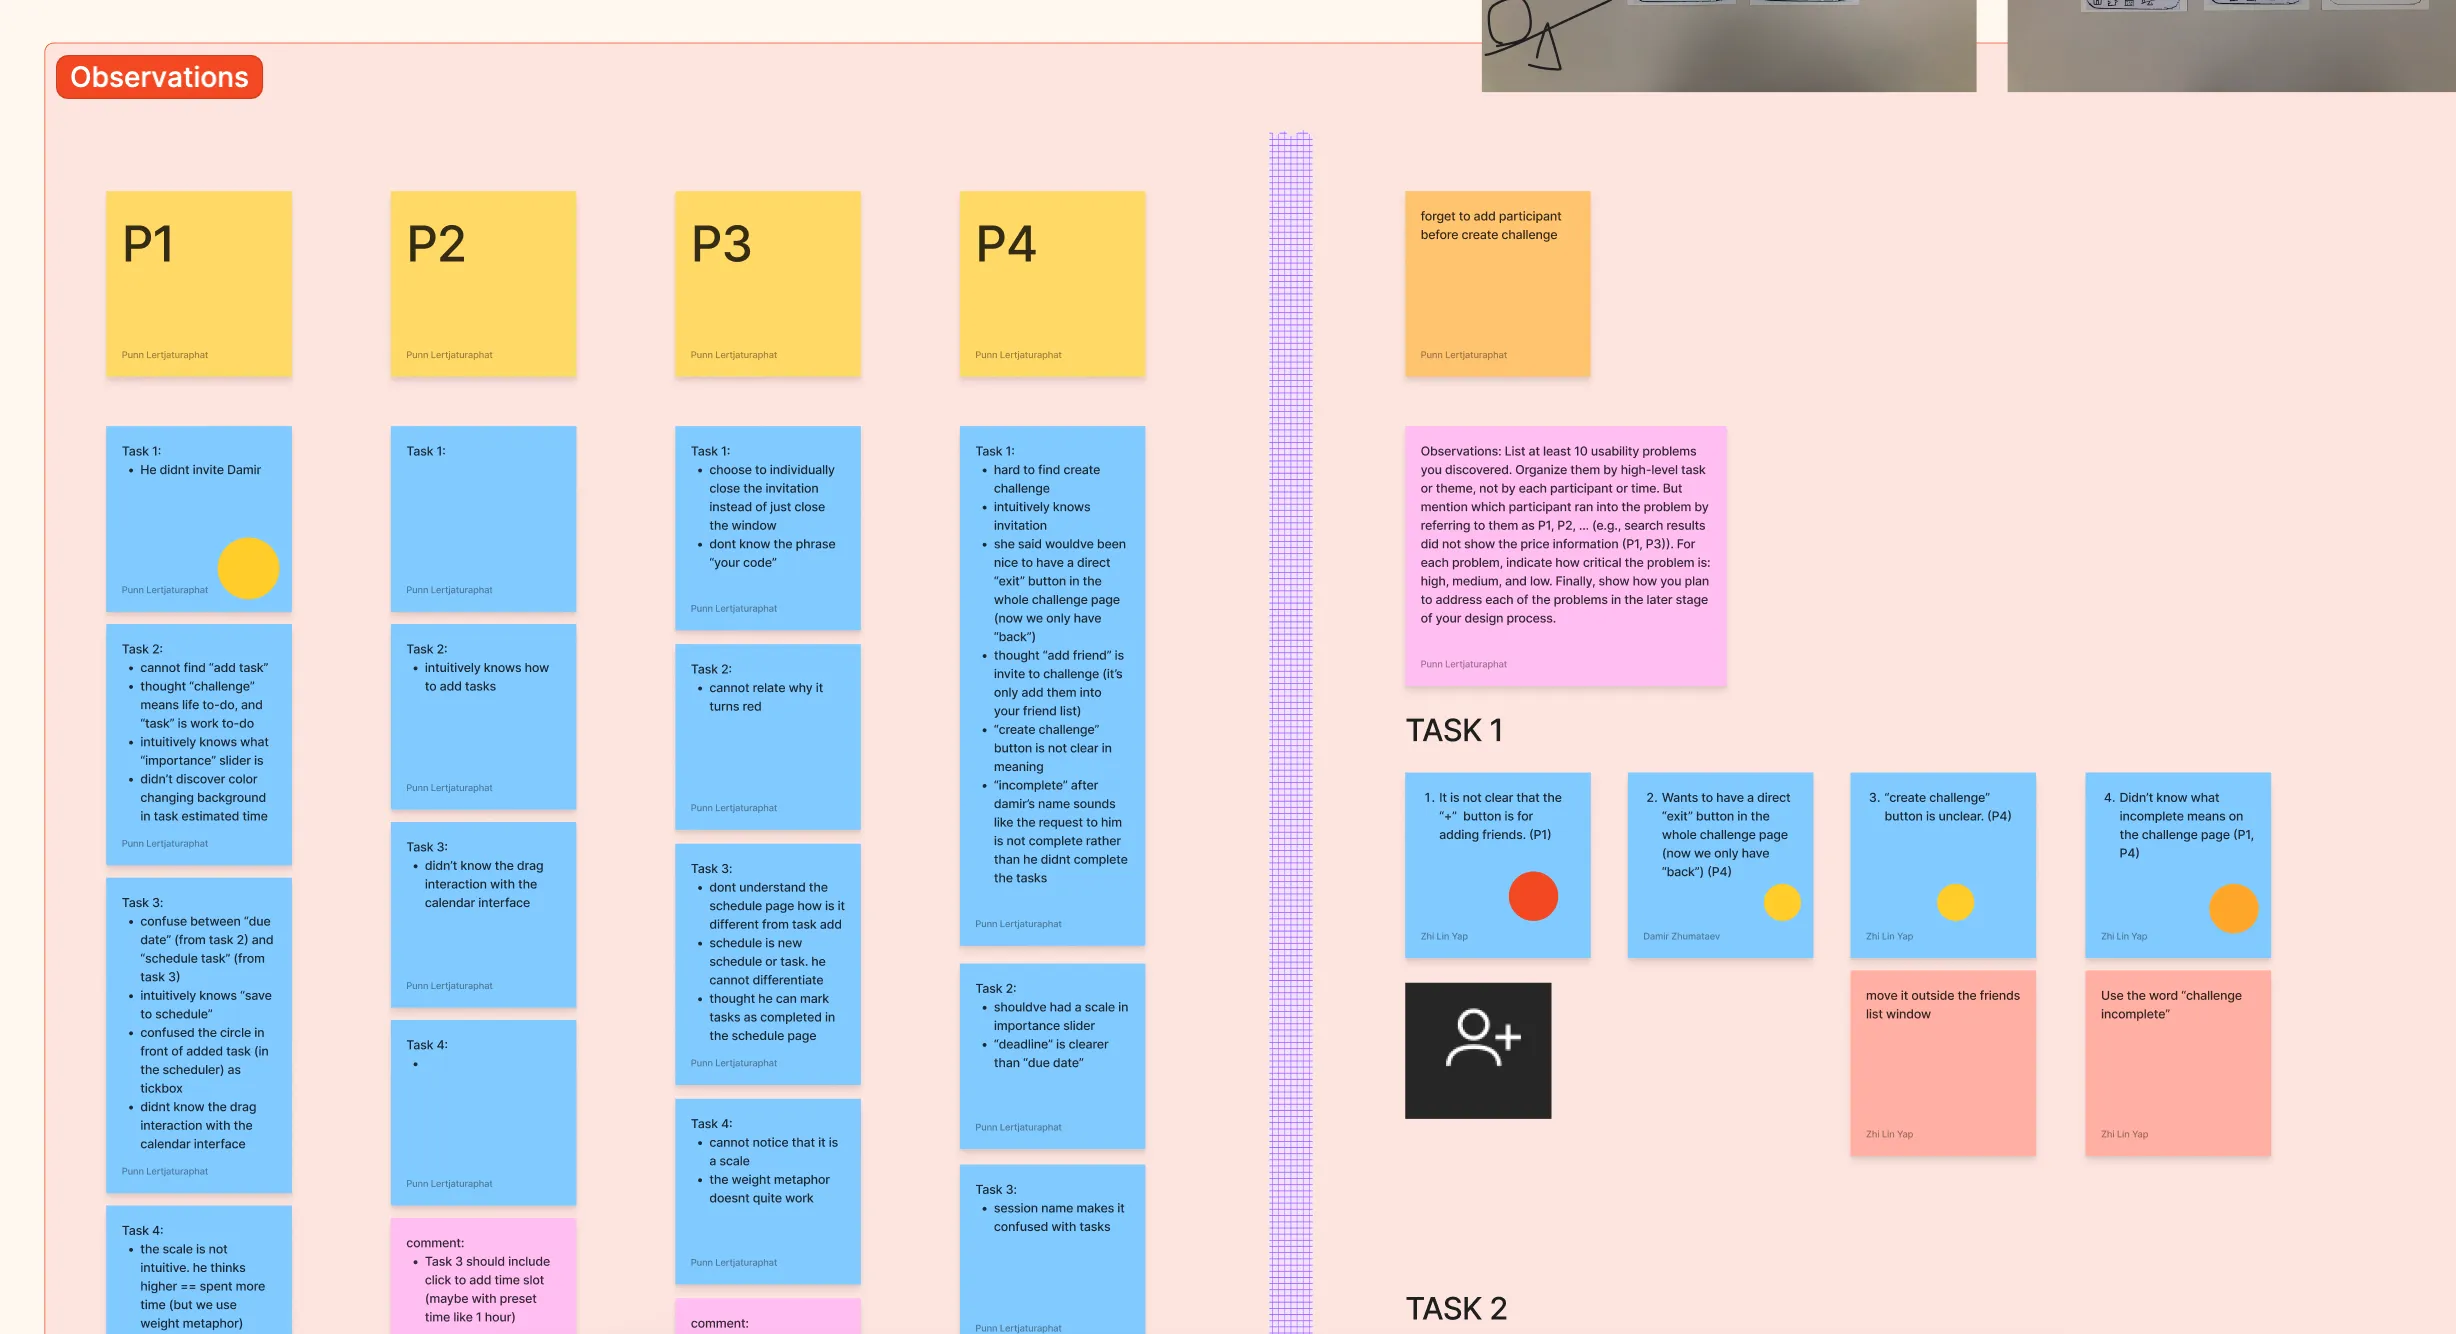 Observations
P1
Punn Lertjaturaphat
P2
Punn Lertjaturaphat
P3
Punn Lertjaturaphat
P4
Punn Lertjaturaphat
Task 1:
• He didnt invite Damir
Punn Lertjaturaphat
Task 2:
• cannot find “add task”
• thought “challenge”
means life to-do, and
“task” is work to-do
• intuitively knows what
“importance” slider is
• didn’t discover color
changing background
in task estimated time
Punn Lertjaturaphat
Task 3:
• confuse between “due
date” (from task 2) and
“schedule task” (from
task 3)
• intuitively knows “save
to schedule”
• confused the circle in
front of added task (in
the scheduler) as
tickbox
• didnt know the drag
interaction with the
calendar interface
Punn Lertjaturaphat
Task 4:
• the scale is not
intuitive. he thinks
higher == spent more
time (but we use
weight metaphor)
Task 1:
Punn Lertjaturaphat
Task 2:
• intuitively knows how
to add tasks
Punn Lertjaturaphat
Task 3:
• didn’t know the drag
interaction with the
calendar interface
Punn Lertjaturaphat
Task 4:
•
Punn Lertjaturaphat
comment:
• Task 3 should include
click to add time slot
(maybe with preset
time like 1 hour)
Task 1:
• choose to individually
close the invitation
instead of just close
the window
• dont know the phrase
“your code”
Punn Lertjaturaphat
Task 2:
• cannot relate why it
turns red
Punn Lertjaturaphat
Task 3:
• dont understand the
schedule page how is it
different from task add
• schedule is new
schedule or task. he
cannot differentiate
• thought he can mark
tasks as completed in
the schedule page
Punn Lertjaturaphat
Task 4:
• cannot notice that it is
a scale
• the weight metaphor
doesnt quite work
Punn Lertjaturaphat
comment:
Task 1:
• hard to find create
challenge
• intuitively knows
invitation
• she said wouldve been
nice to have a direct
“exit” button in the
whole challenge page
(now we only have
“back”)
• thought “add friend” is
invite to challenge (it’s
only add them into
your friend list)
• “create challenge”
button is not clear in
meaning
• “incomplete” after
damir’s name sounds
like the request to him
is not complete rather
than he didnt complete
the tasks
Punn Lertjaturaphat
Task 2:
• shouldve had a scale in
importance slider
• “deadline” is clearer
than “due date”
Punn Lertjaturaphat
Task 3:
• session name makes it
confused with tasks
Punn Lertjaturaphat
forget to add participant
before create challenge
Punn Lertjaturaphat
Observations: List at least 10 usability problems
you discovered. Organize them by high-level task
or theme, not by each participant or time. But
mention which participant ran into the problem by
referring to them as P1, P2, ... (e.g., search results
did not show the price information (P1, P3)). For
each problem, indicate how critical the problem is:
high, medium, and low. Finally, show how you plan
to address each of the problems in the later stage
of your design process.
Punn Lertjaturaphat
TASK 1
1. It is not clear that the
“+” button is for
adding friends. (P1)
Zhi Lin Yap
2. Wants to have a direct
“exit” button in the
whole challenge page
(now we only have
“back”) (P4)
Damir Zhumataev
3. “create challenge”
button is unclear. (P4)
Zhi Lin Yap
4. Didn’t know what
incomplete means on
the challenge page (P1,
P4)
Zhi Lin Yap
move it outside the friends
list window
Zhi Lin Yap
Use the word “challenge
incomplete”
Zhi Lin Yap
TASK 2